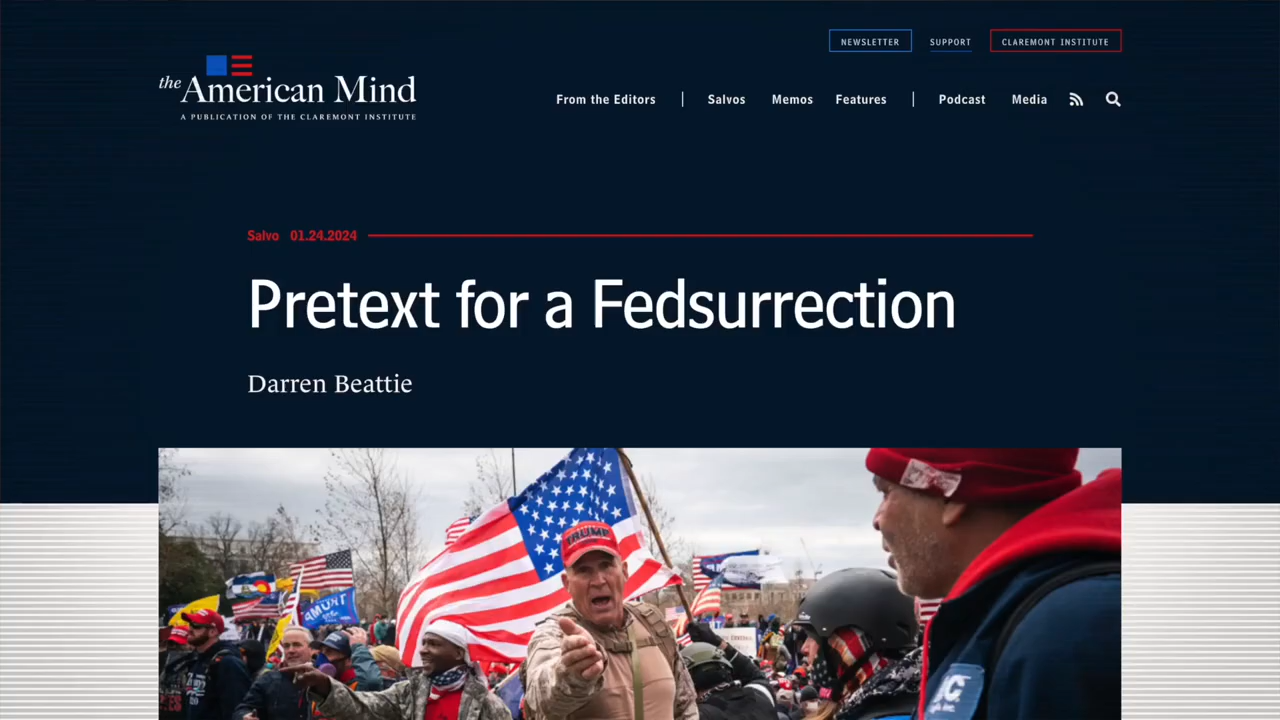 NEWSLETTER SUPPORT CLAREMONT INSTITUTE
the American Mind
A PUBLICATION OF THE CLAREMONT INSTITUTE
From the Editors | Salvos Memos Features | Podcast Media
Salvo 01.24.2024
Pretext for a Fedsurrection
Darren Beattie
TRUMP